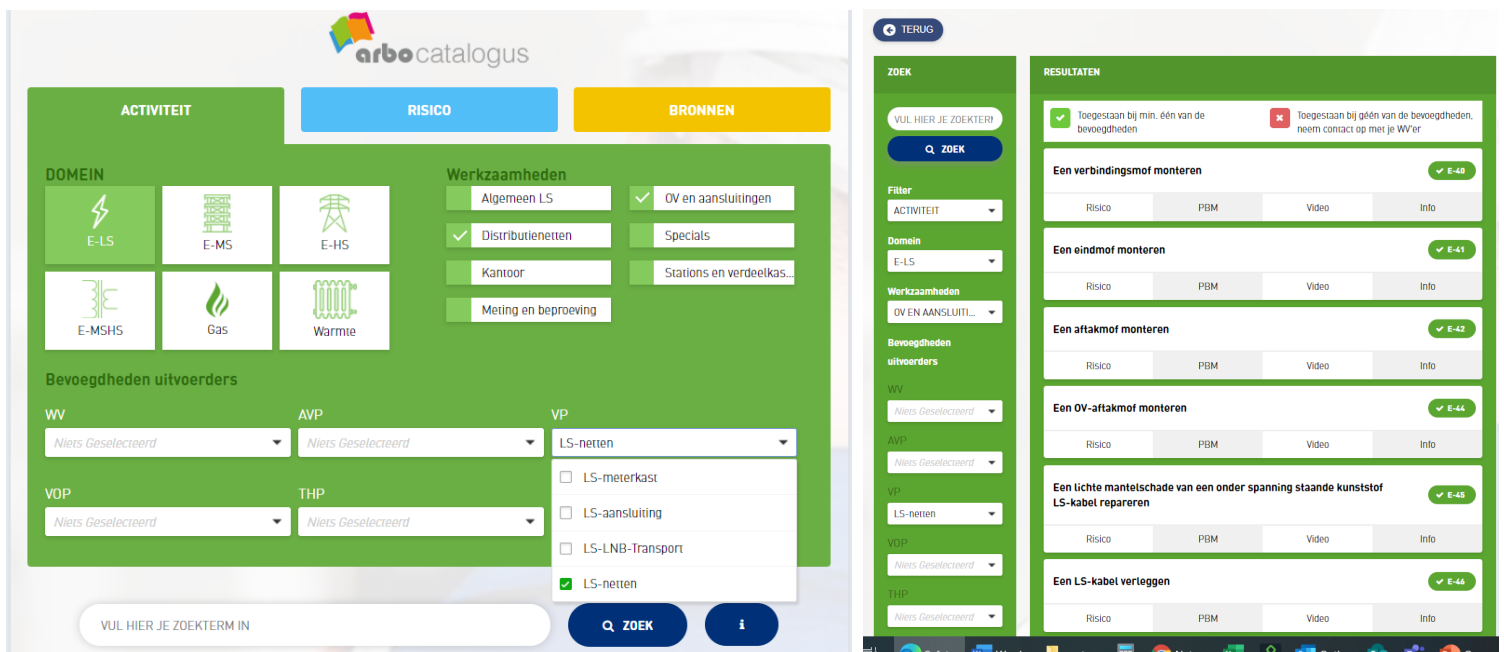 arbocatalogus
ACTIVITEIT
RISICO
BRONNEN
DOMEIN
E-LS
E-MS
E-HS
E-MSHS
Gas
Warmte
Werkzaamheden
Algemeen LS
OV en aansluitingen
Distributienetten
Specials
Kantoor
Stations en verdeelkas...
Meting en beproeving
Bevoegdheden uitvoerders
WV
AVP
VP
Niets Geselecteerd
Niets Geselecteerd
LS-netten
LS-meterkast
LS-aansluiting
LS-LNB-Transport
LS-netten
VOP
THP
Niets Geselecteerd
Niets Geselecteerd
VUL HIER JE ZOEKTERM IN
ZOEK
i
TERUG
ZOEK
VUL HIER JE ZOEKTERM
ZOEK
Filter
ACTIVITEIT
Domein
E-LS
Werkzaamheden
OV EN AANSLUITI...
Bevoegdheden
uitvoerders
WV
Niets Geselecteerd
AVP
Niets Geselecteerd
VP
LS-netten
VOP
Niets Geselecteerd
THP
Niets Geselecteerd
RESULTATEN
Toegestaan bij min. één van de
bevoegdheden
Toegestaan bij géén van de bevoegdheden,
neem contact op met je WV'er
Een verbindingsmof monteren
E-40
Risico PBM Video Info
Een eindmof monteren
E-41
Risico PBM Video Info
Een aftakmof monteren
E-42
Risico PBM Video Info
Een OV-aftakmof monteren
E-44
Risico PBM Video Info
Een lichte mantelschade van een onder spanning staande kunststof
LS-kabel repareren
E-45
Risico PBM Video Info
Een LS-kabel verleggen
E-46
Risico PBM Video Info